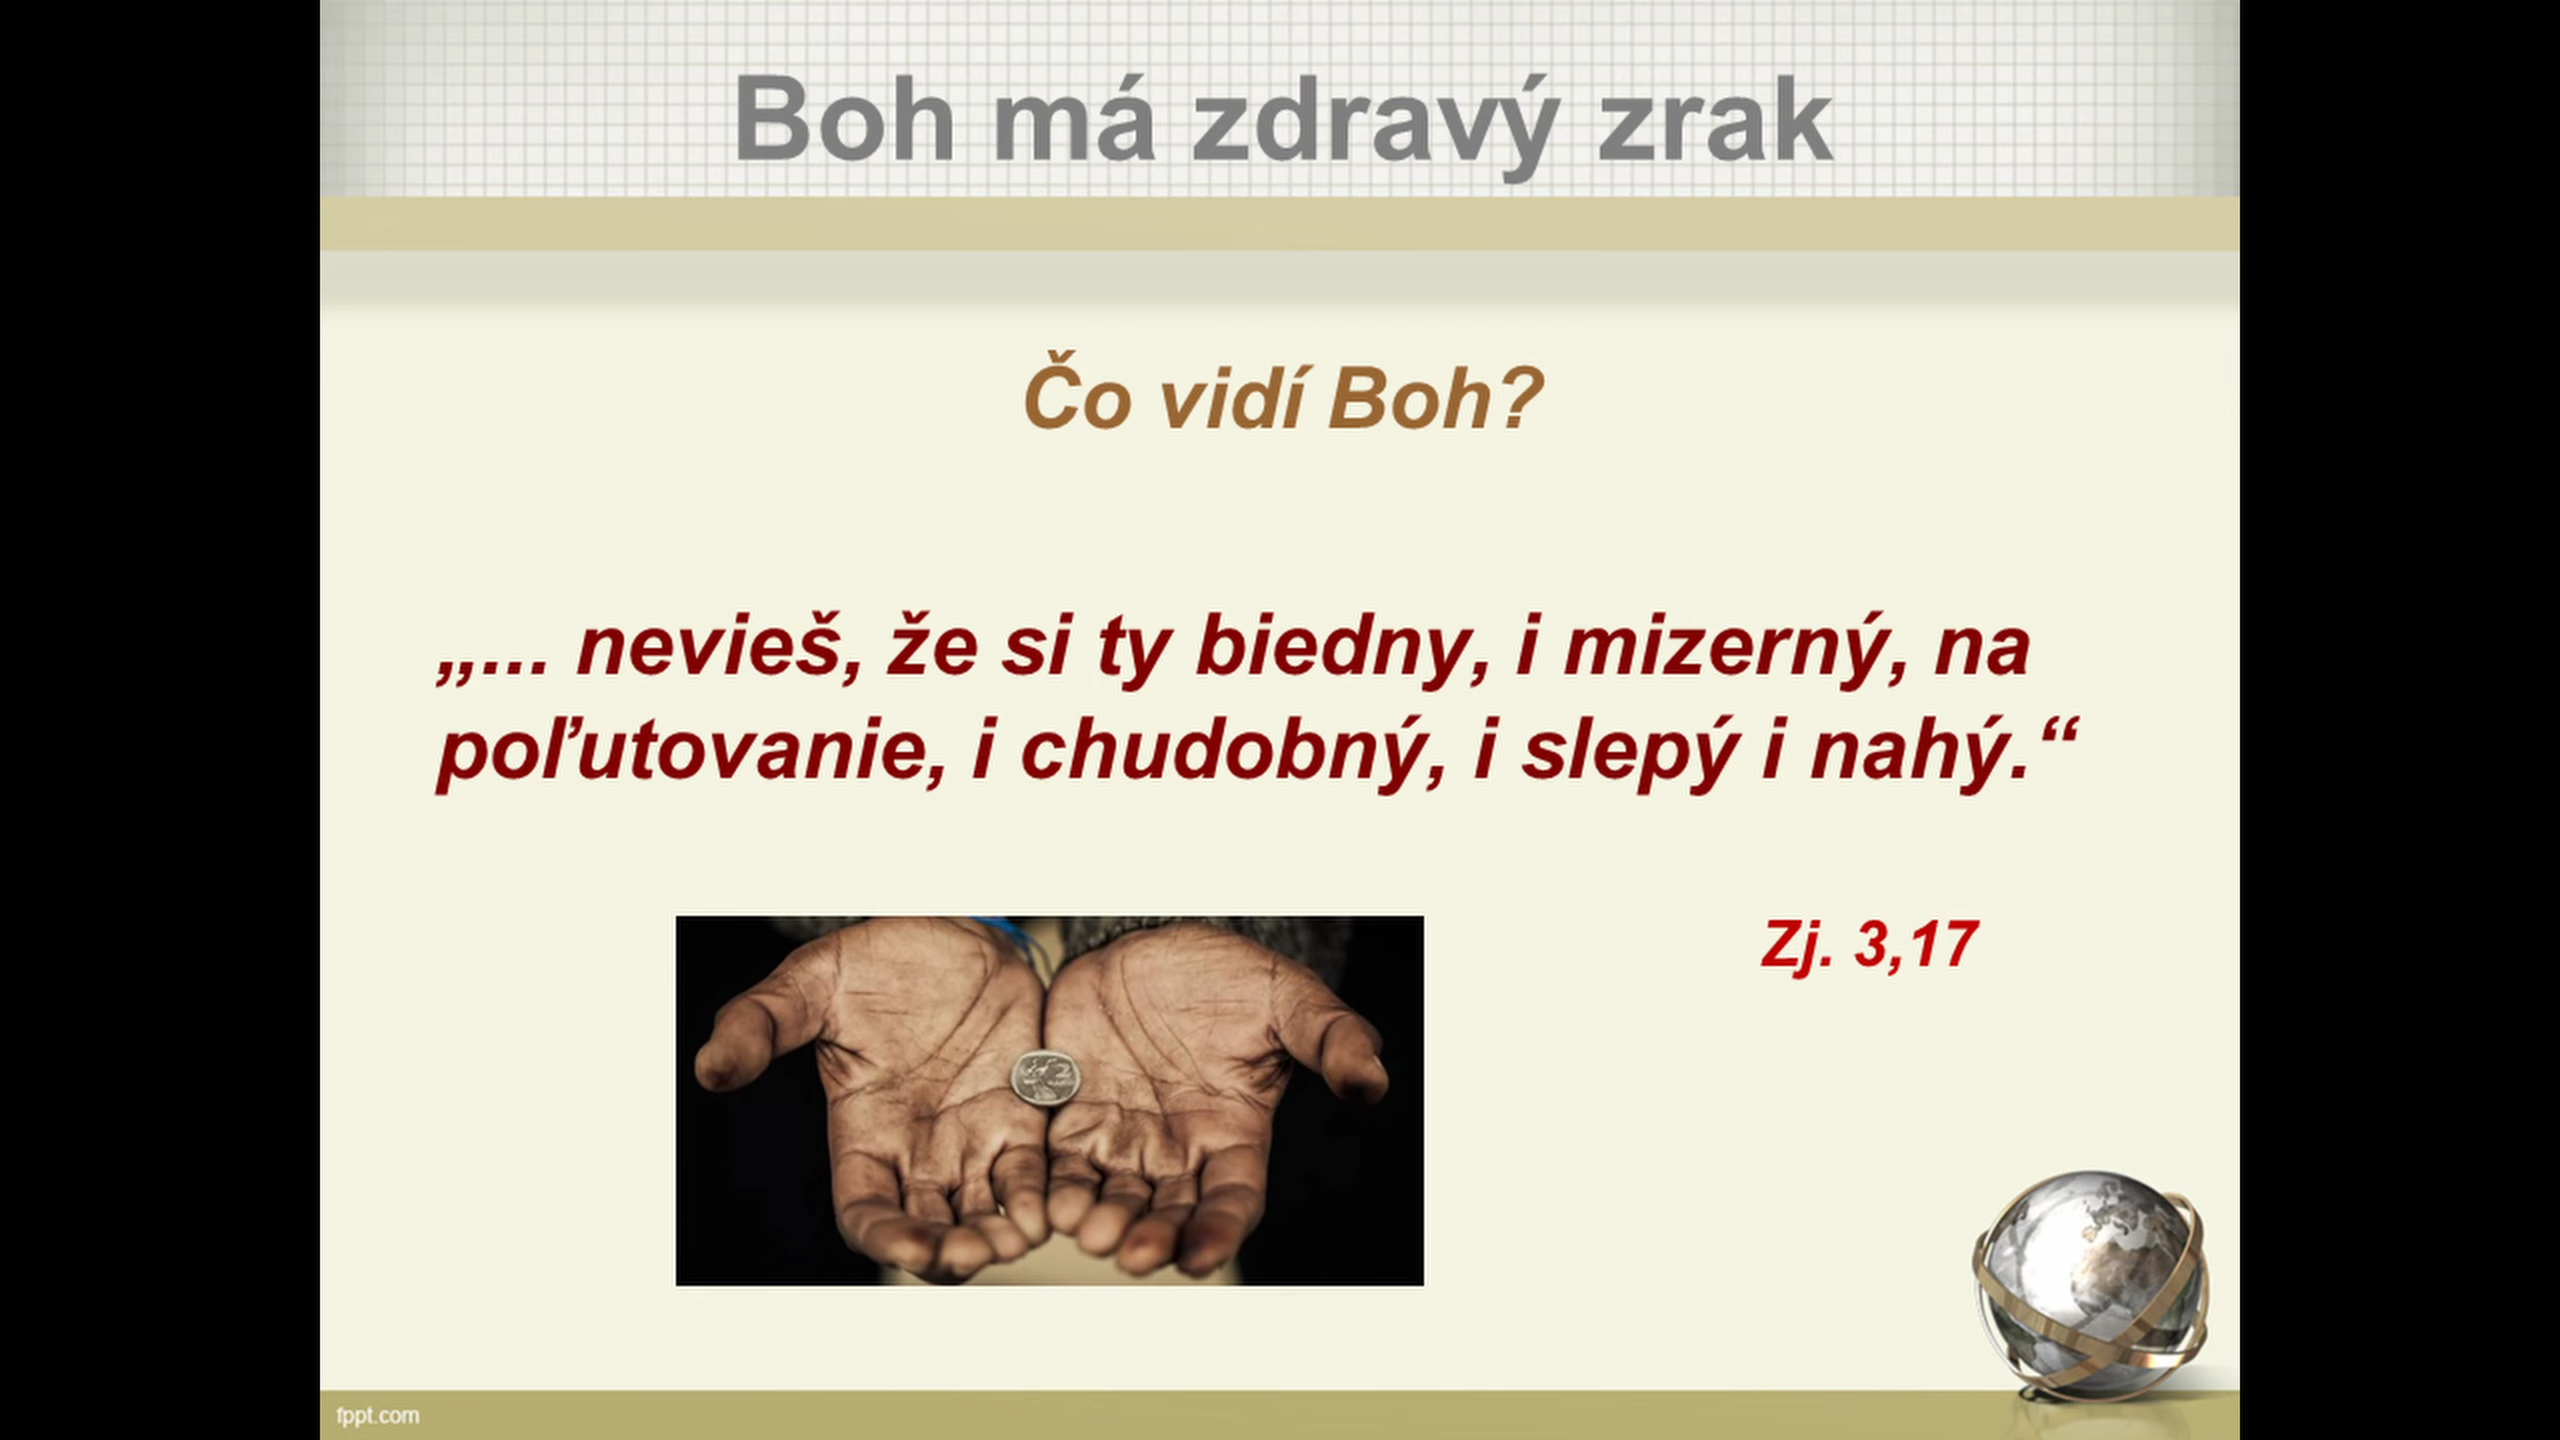 Boh má zdravý zrak
Čo vidí Boh?
„... nevieš, že si ty biedny, i mizerný, na
poľutovanie, i chudobný, i slepý i nahý.“
Zj. 3,17
fppt.com